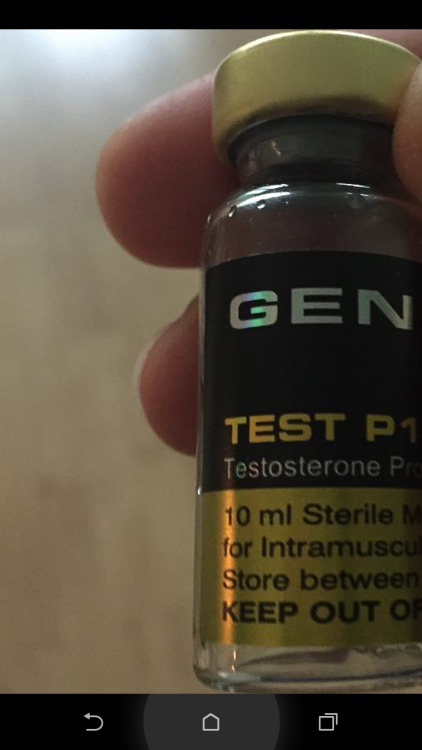 GEN
TEST P1
Testosterone Pro
10 ml Sterile M
for Intramuscul
Store between
KEEP OUT OF